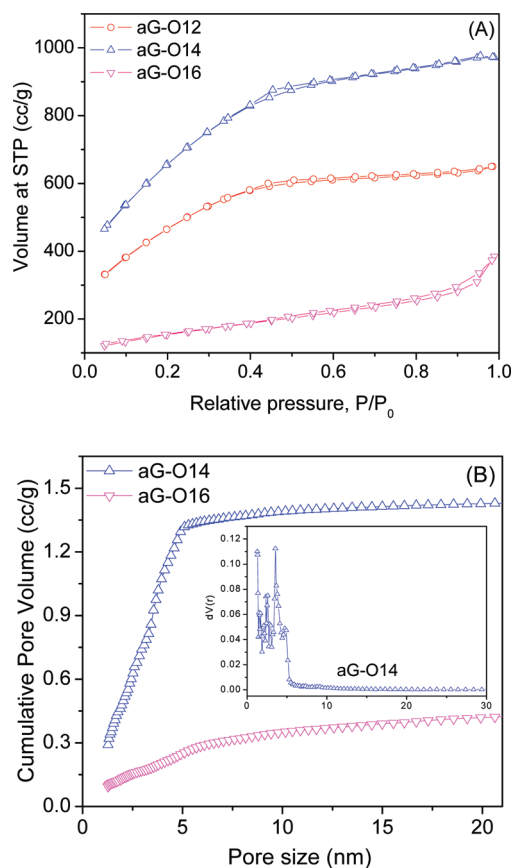 (A)
aG-O12
aG-O14
aG-O16
Volume at STP (cc/g)
1000
800
600
400
200
0.0 0.2 0.4 0.6 0.8 1.0
Relative pressure, P/P₀
(B)
aG-O14
aG-O16
Cumulative Pore Volume (cc/g)
1.5
1.2
0.9
0.6
0.3
0.0
0 5 10 15 20
Pore size (nm)
dV(r)
0.12
0.10
0.08
0.06
0.04
0.02
0.00
0 5 10 15 20 25 30
aG-O14